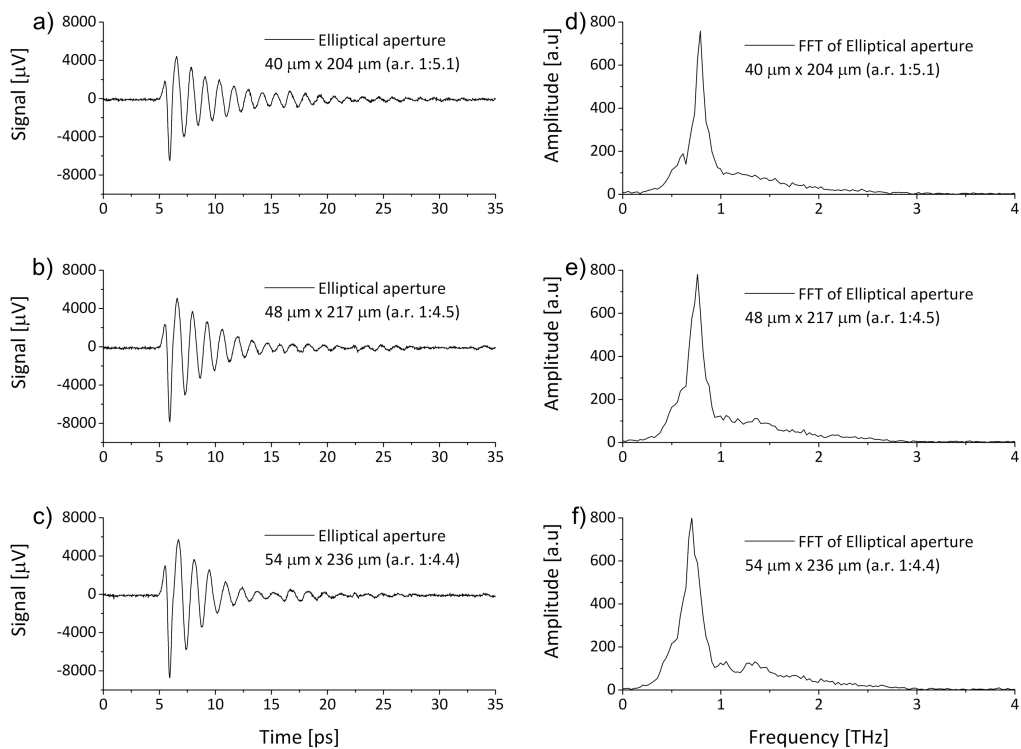 a)
8000
4000
0
-4000
-8000
Signal [μV]
Elliptical aperture
40 μm x 204 μm (a.r. 1:5.1)
0 5 10 15 20 25 30 35
d)
800
600
400
200
0
Amplitude [a.u]
FFT of Elliptical aperture
40 μm x 204 μm (a.r. 1:5.1)
0 1 2 3 4
b)
8000
4000
0
-4000
-8000
Signal [μV]
Elliptical aperture
48 μm x 217 μm (a.r. 1:4.5)
0 5 10 15 20 25 30 35
e)
800
600
400
200
0
Amplitude [a.u]
FFT of Elliptical aperture
48 μm x 217 μm (a.r. 1:4.5)
0 1 2 3 4
c)
8000
4000
0
-4000
-8000
Signal [μV]
Elliptical aperture
54 μm x 236 μm (a.r. 1:4.4)
0 5 10 15 20 25 30 35
Time [ps]
f)
800
600
400
200
0
Amplitude [a.u]
FFT of Elliptical aperture
54 μm x 236 μm (a.r. 1:4.4)
0 1 2 3 4
Frequency [THz]